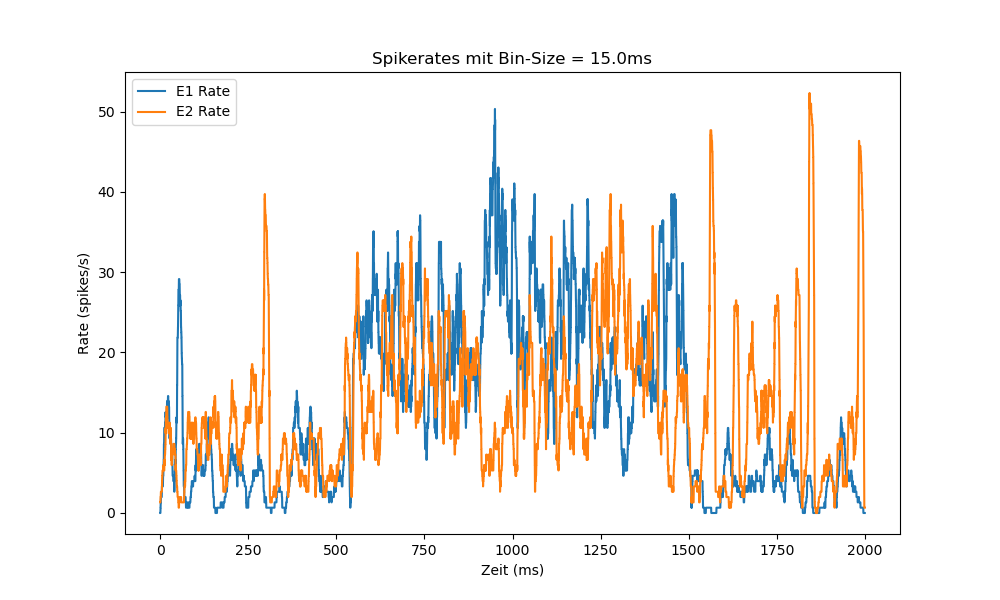 Spikerates mit Bin-Size = 15.0ms
E1 Rate
E2 Rate
Rate (spikes/s)
50
40
30
20
10
0
0 250 500 750 1000 1250 1500 1750 2000
Zeit (ms)